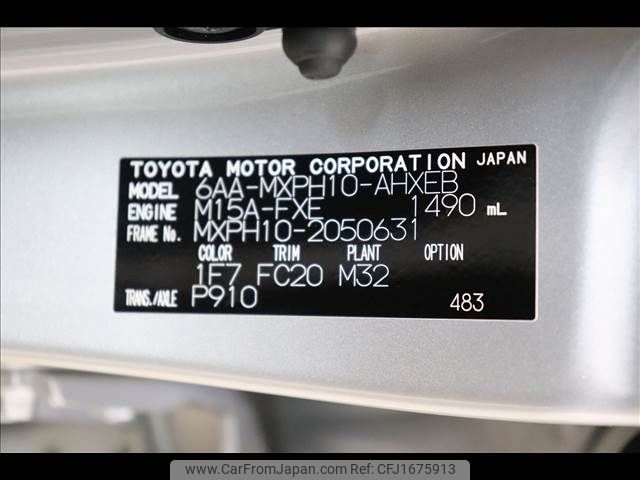 TOYOTA MOTOR CORPORATION JAPAN
MODEL 6AA-MXPH10-AHXEB
ENGINE M15A-FXE 1490 mL
FRAME No. MXPH10-2050631
COLOR TRIM PLANT OPTION
1F7 FC20 M32
TRANS./AXLE P910 483
www.CarFromJapan.com - Ref No CFJ1675913